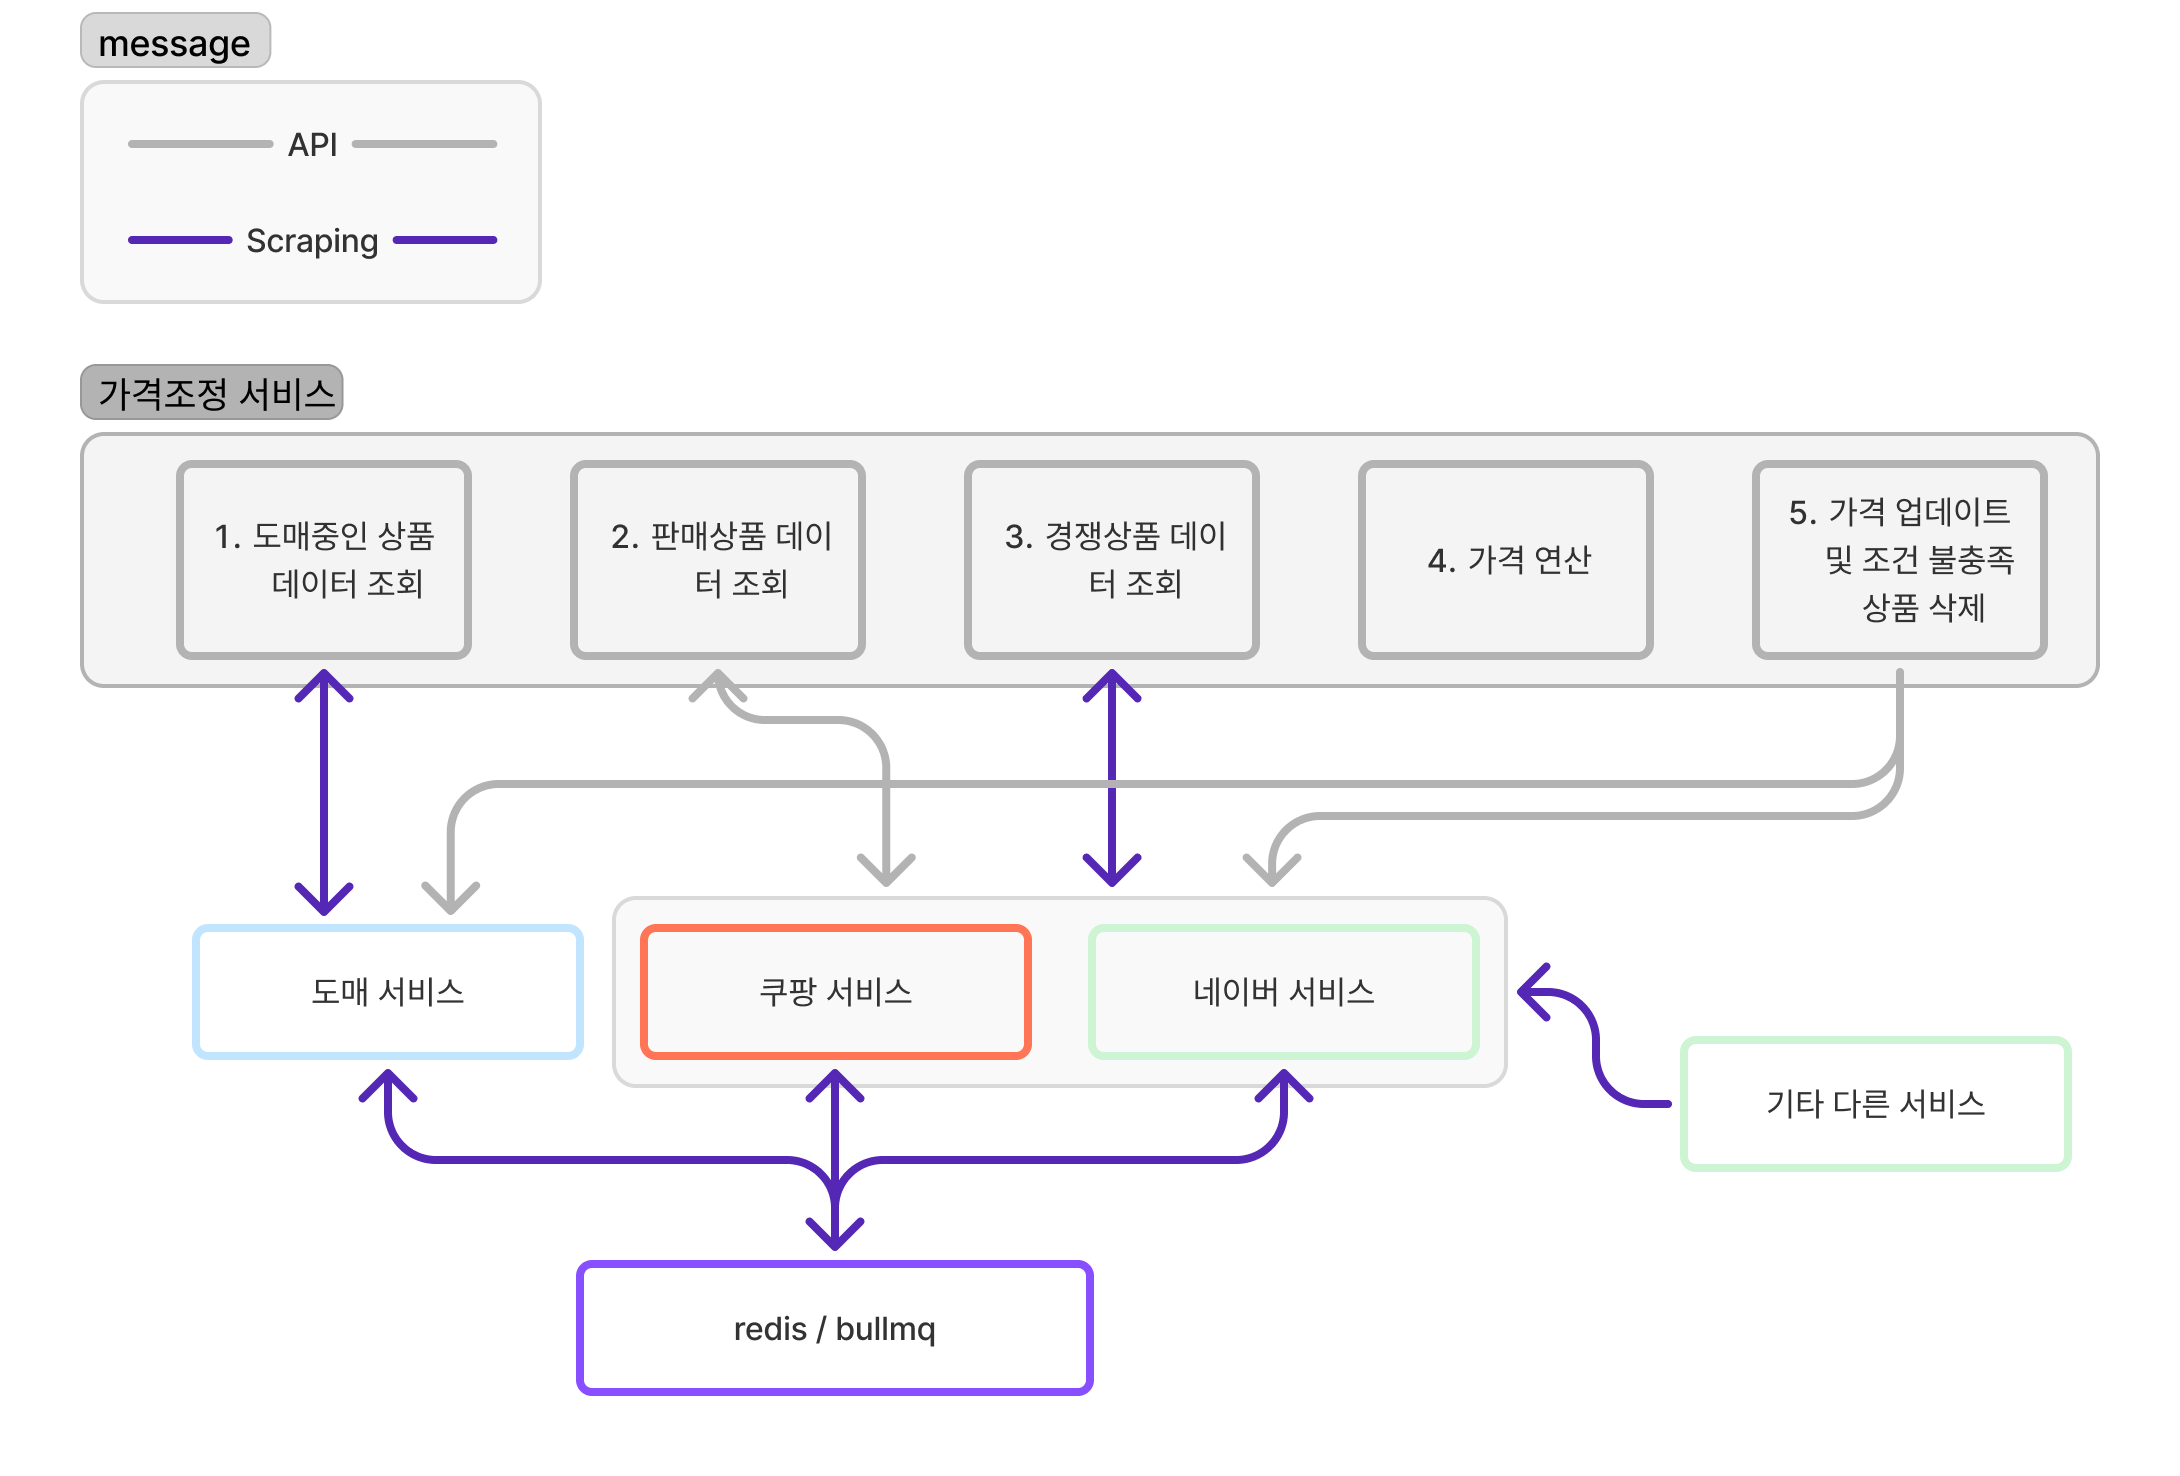 message
API
Scraping
가격조정 서비스
1. 도매중인 상품
데이터 조회
2. 판매상품 데이
터 조회
3. 경쟁상품 데이
터 조회
4. 가격 연산
5. 가격 업데이트
및 조건 불충족
상품 삭제
도매 서비스
쿠팡 서비스
네이버 서비스
기타 다른 서비스
redis / bullmq